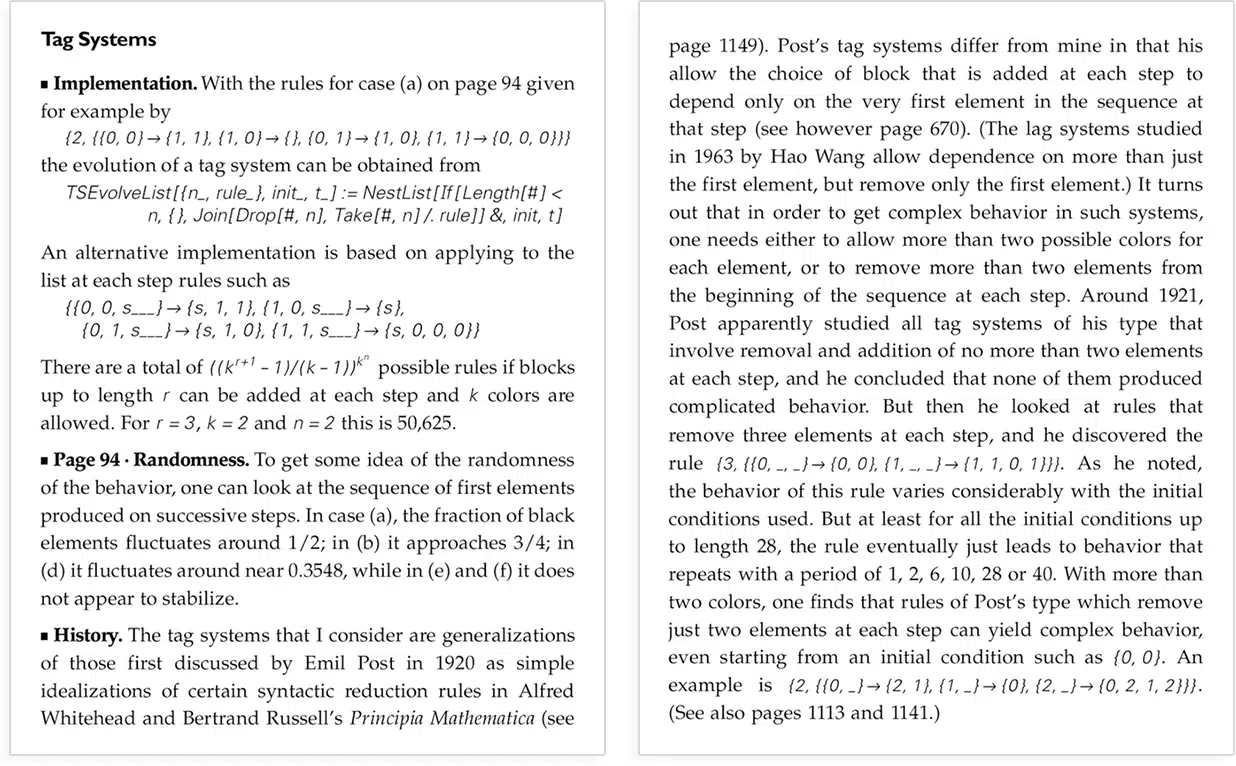 Tag Systems
▪ Implementation. With the rules for case (a) on page 94 given
for example by
{2, {{0, 0} → {1, 1}, {1, 0} → {}, {0, 1} → {1, 0}, {1, 1} → {0, 0, 0}}}
the evolution of a tag system can be obtained from
TSEvolveList[{n_, rule_}, init_, t_] := NestList[If[Length[#] <
n, {}, Join[Drop[#, n], Take[#, n] /. rule]] &, init, t]
An alternative implementation is based on applying to the
list at each step rules such as
{{0, 0, s___} → {s, 1, 1}, {1, 0, s___} → {s},
{0, 1, s___} → {s, 1, 0}, {1, 1, s___} → {s, 0, 0, 0}}
There are a total of ((k^{r+1} - 1)/(k - 1))^{k^n} possible rules if blocks
up to length r can be added at each step and k colors are
allowed. For r = 3, k = 2 and n = 2 this is 50,625.
▪ Page 94 · Randomness. To get some idea of the randomness
of the behavior, one can look at the sequence of first elements
produced on successive steps. In case (a), the fraction of black
elements fluctuates around 1/2; in (b) it approaches 3/4; in
(d) it fluctuates around near 0.3548, while in (e) and (f) it does
not appear to stabilize.
▪ History. The tag systems that I consider are generalizations
of those first discussed by Emil Post in 1920 as simple
idealizations of certain syntactic reduction rules in Alfred
Whitehead and Bertrand Russell's Principia Mathematica (see
page 1149). Post's tag systems differ from mine in that his
allow the choice of block that is added at each step to
depend only on the very first element in the sequence at
that step (see however page 670). (The lag systems studied
in 1963 by Hao Wang allow dependence on more than just
the first element, but remove only the first element.) It turns
out that in order to get complex behavior in such systems,
one needs either to allow more than two possible colors for
each element, or to remove more than two elements from
the beginning of the sequence at each step. Around 1921,
Post apparently studied all tag systems of his type that
involve removal and addition of no more than two elements
at each step, and he concluded that none of them produced
complicated behavior. But then he looked at rules that
remove three elements at each step, and he discovered the
rule {3, {{0, _, _} → {0, 0}, {1, _, _} → {1, 1, 0, 1}}}. As he noted,
the behavior of this rule varies considerably with the initial
conditions used. But at least for all the initial conditions up
to length 28, the rule eventually just leads to behavior that
repeats with a period of 1, 2, 6, 10, 28 or 40. With more than
two colors, one finds that rules of Post's type which remove
just two elements at each step can yield complex behavior,
even starting from an initial condition such as {0, 0}. An
example is {2, {{0, _} → {2, 1}, {1, _} → {0}, {2, _} → {0, 2, 1, 2}}}.
(See also pages 1113 and 1141.)